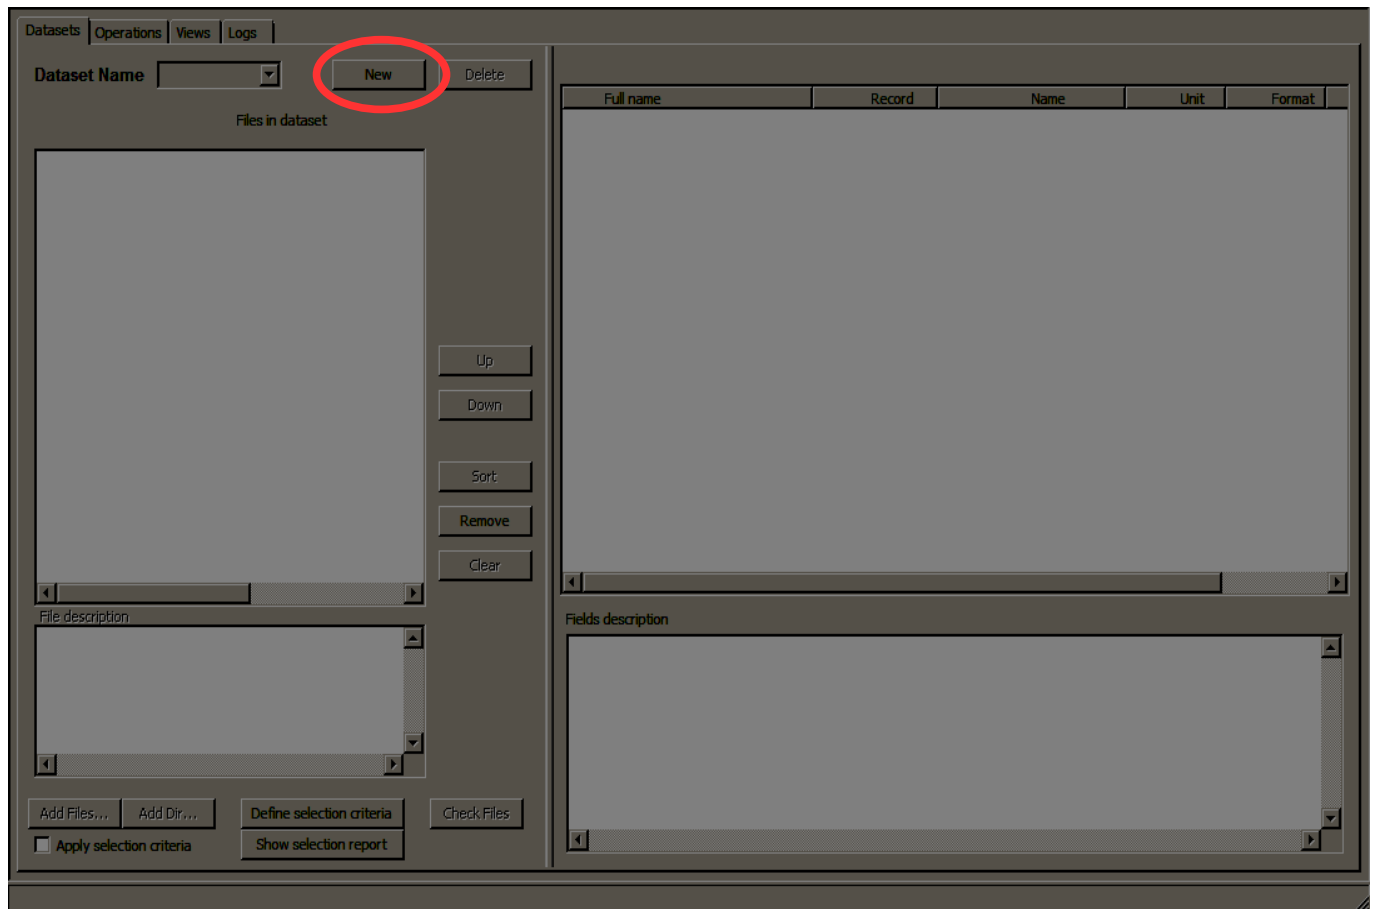 Datasets Operations Views Logs
Dataset Name New Delete
Files in dataset
Full name Record Name Unit Format
Up
Down
Sort
Remove
Clear
File description
Fields description
Add Files... Add Dir... Define selection criteria Check Files
Apply selection criteria Show selection report